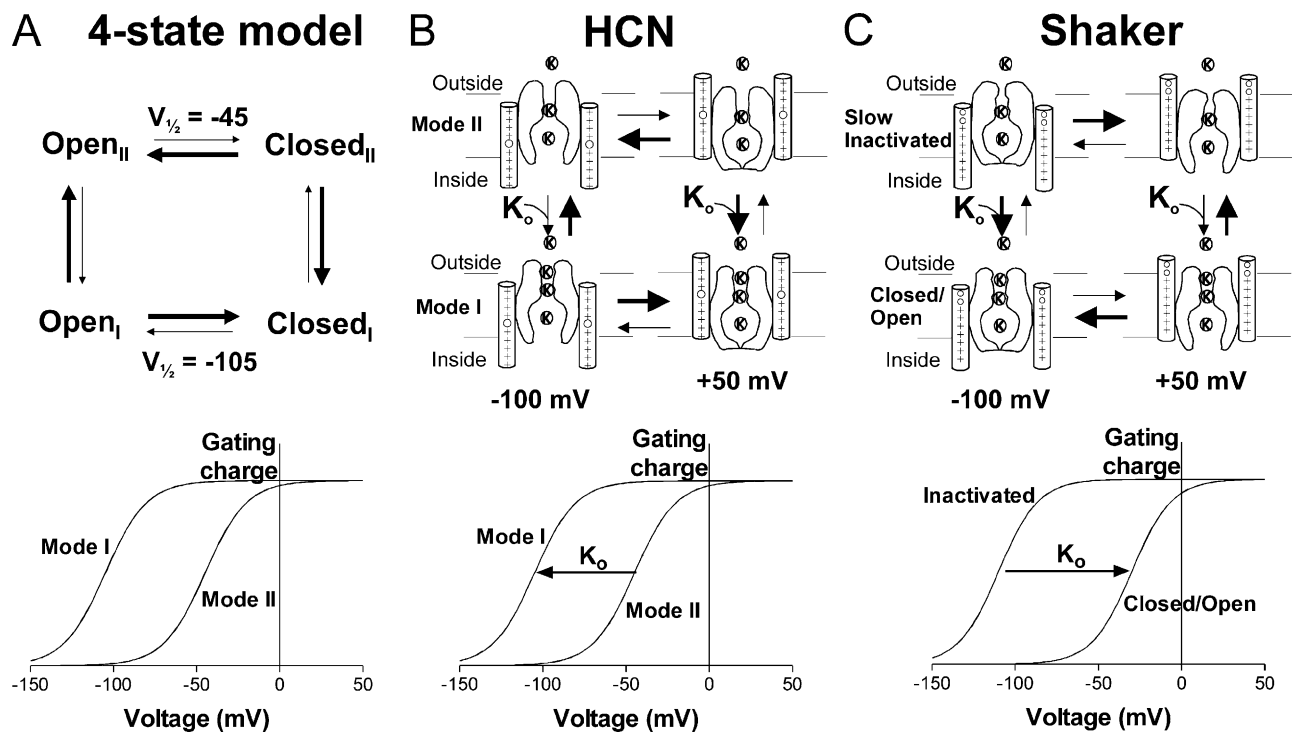 A 4-state model
V½ = -45
OpenII ClosedII
OpenI ClosedI
V½ = -105
Gating
charge
Mode I
Mode II
-150 -100 -50 0 50
Voltage (mV)
B HCN
Outside
Mode II
Inside
Ko Ko
K K
K K
K K
Outside
Mode I
Inside
K K
K K
K K
K K
-100 mV +50 mV
Gating
charge
Mode I
Ko
Mode II
-150 -100 -50 0 50
Voltage (mV)
C Shaker
Outside
Slow
Inactivated
Inside
Ko Ko
K K
K K
K K
Outside
Closed/
Open
Inside
K K
K K
K K
K K
-100 mV +50 mV
Gating
charge
Inactivated
Ko
Closed/Open
-150 -100 -50 0 50
Voltage (mV)